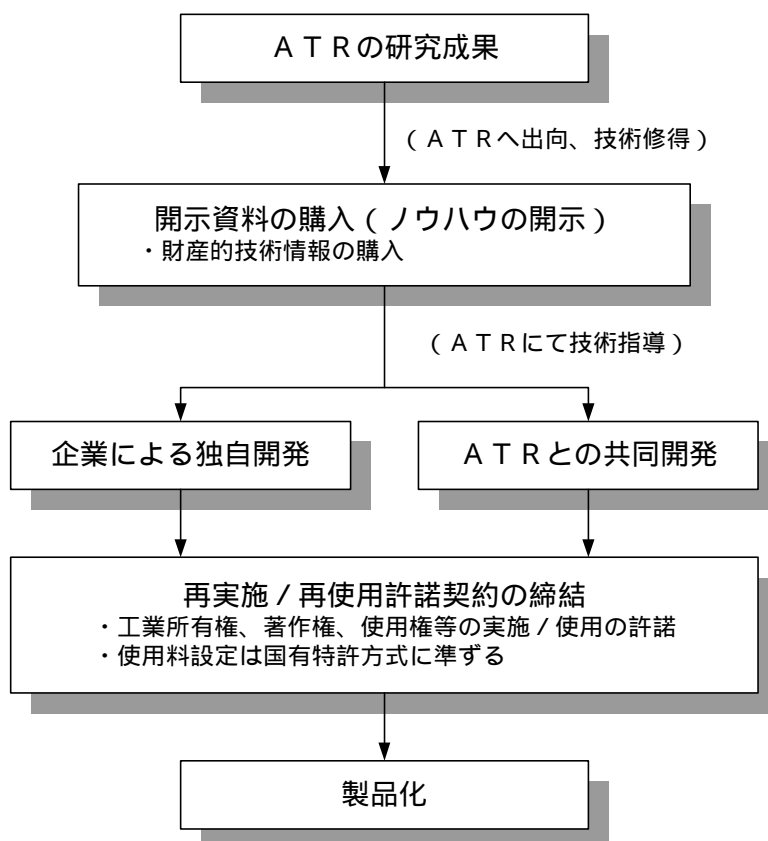 ＡＴＲの研究成果
（ＡＴＲへ出向、技術修得）
開示資料の購入（ノウハウの開示）
・財産的技術情報の購入
（ＡＴＲにて技術指導）
企業による独自開発
ＡＴＲとの共同開発
再実施／再使用許諾契約の締結
・工業所有権、著作権、使用権等の実施／使用の許諾
・使用料設定は国有特許方式に準ずる
製品化